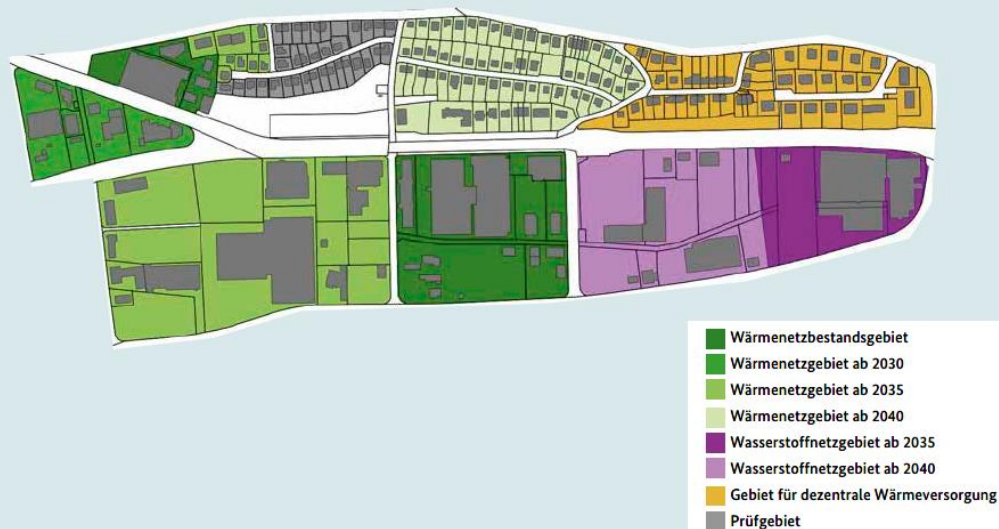 Wärmenetzbestandsgebiet
Wärmenetzgebiet ab 2030
Wärmenetzgebiet ab 2035
Wärmenetzgebiet ab 2040
Wasserstoffnetzgebiet ab 2035
Wasserstoffnetzgebiet ab 2040
Gebiet für dezentrale Wärmeversorgung
Prüfgebiet